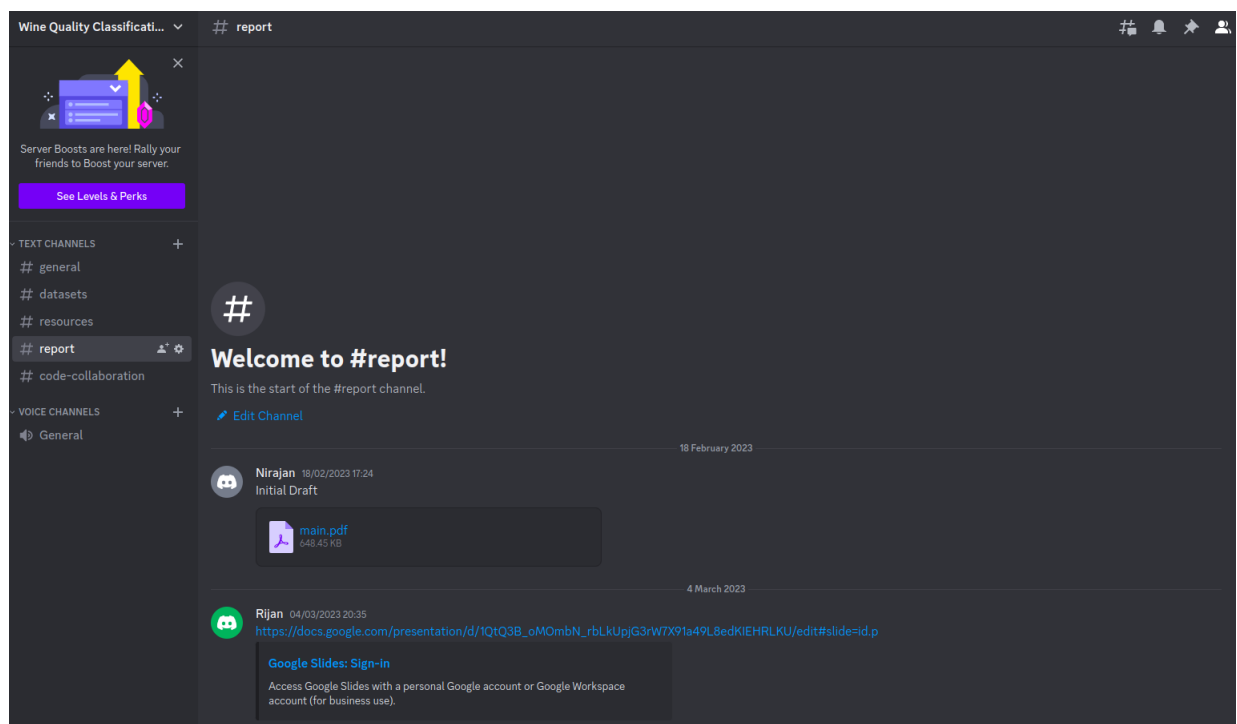 Wine Quality Classificati...
# report
Server Boosts are here! Rally your
friends to Boost your server.
See Levels & Perks
TEXT CHANNELS
# general
# datasets
# resources
# report
# code-collaboration
VOICE CHANNELS
General
#
Welcome to #report!
This is the start of the #report channel.
Edit Channel
18 February 2023
Nirajan 18/02/2023 17:24
Initial Draft
main.pdf
648.45 KB
4 March 2023
Rijan 04/03/2023 20:35
https://docs.google.com/presentation/d/1QtQ3B_oMOmbN_rbLkUpjG3rW7X91a49L8edKIEHRLKU/edit#slide=id.p
Google Slides: Sign-in
Access Google Slides with a personal Google account or Google Workspace
account (for business use).